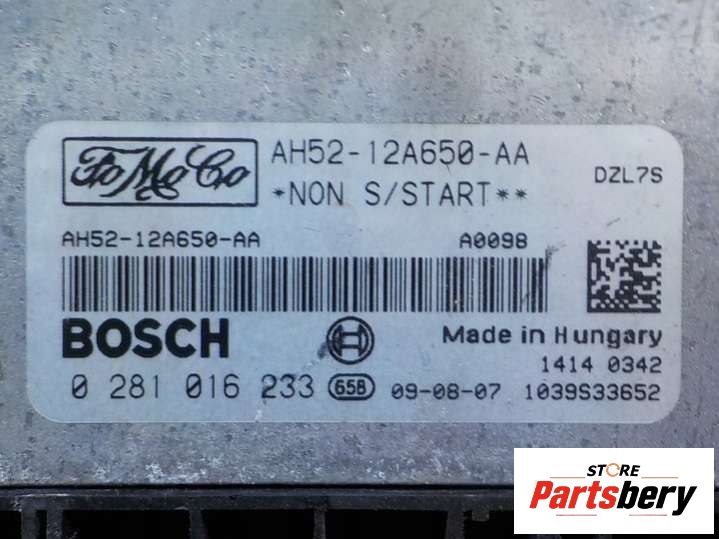 FoMoCo
AH52-12A650-AA
*NON S/START**
DZL7S
AH52-12A650-AA
A0098
BOSCH
Made in Hungary
1414 0342
0 281 016 233 658 09-08-07 1039S33652
STORE
Partsbery